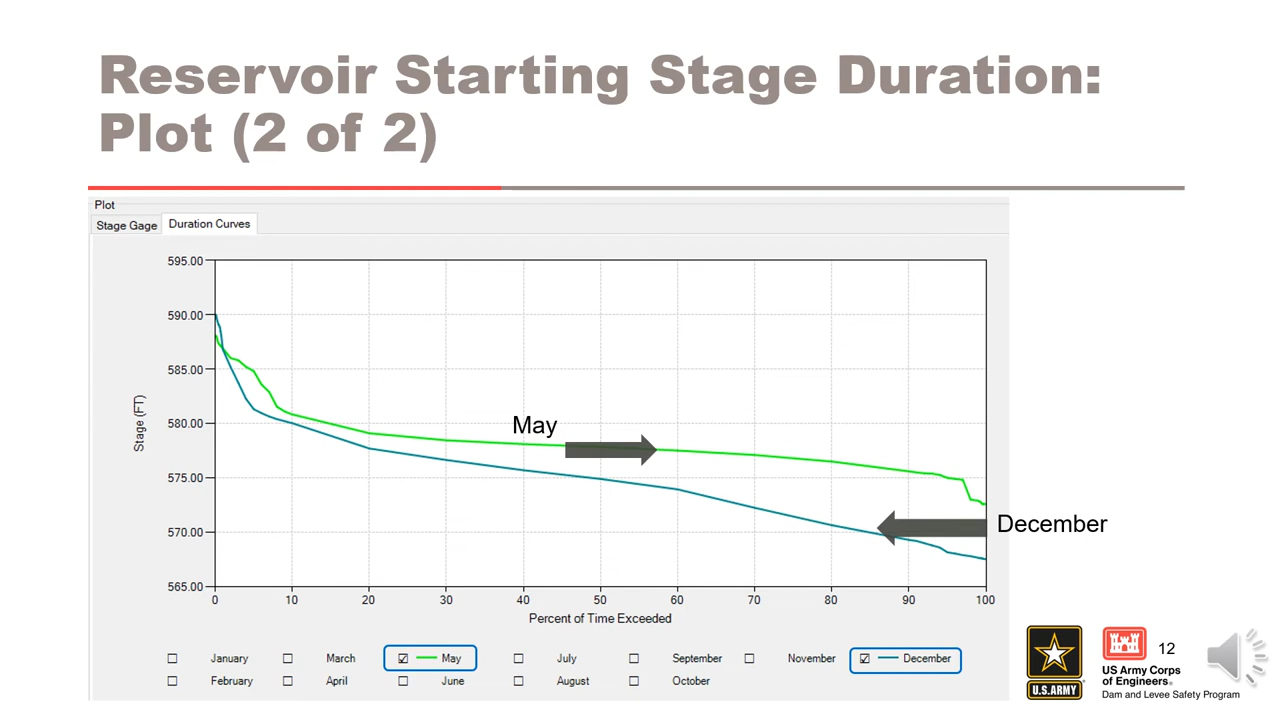 Reservoir Starting Stage Duration:
Plot (2 of 2)
Plot
Stage Gage Duration Curves
595.00
590.00
585.00
580.00
575.00
570.00
565.00
Stage (FT)
May
December
0 10 20 30 40 50 60 70 80 90 100
Percent of Time Exceeded
January March May July September November December
February April June August October
12
U.S. ARMY
US Army Corps
of Engineers®
Dam and Levee Safety Program